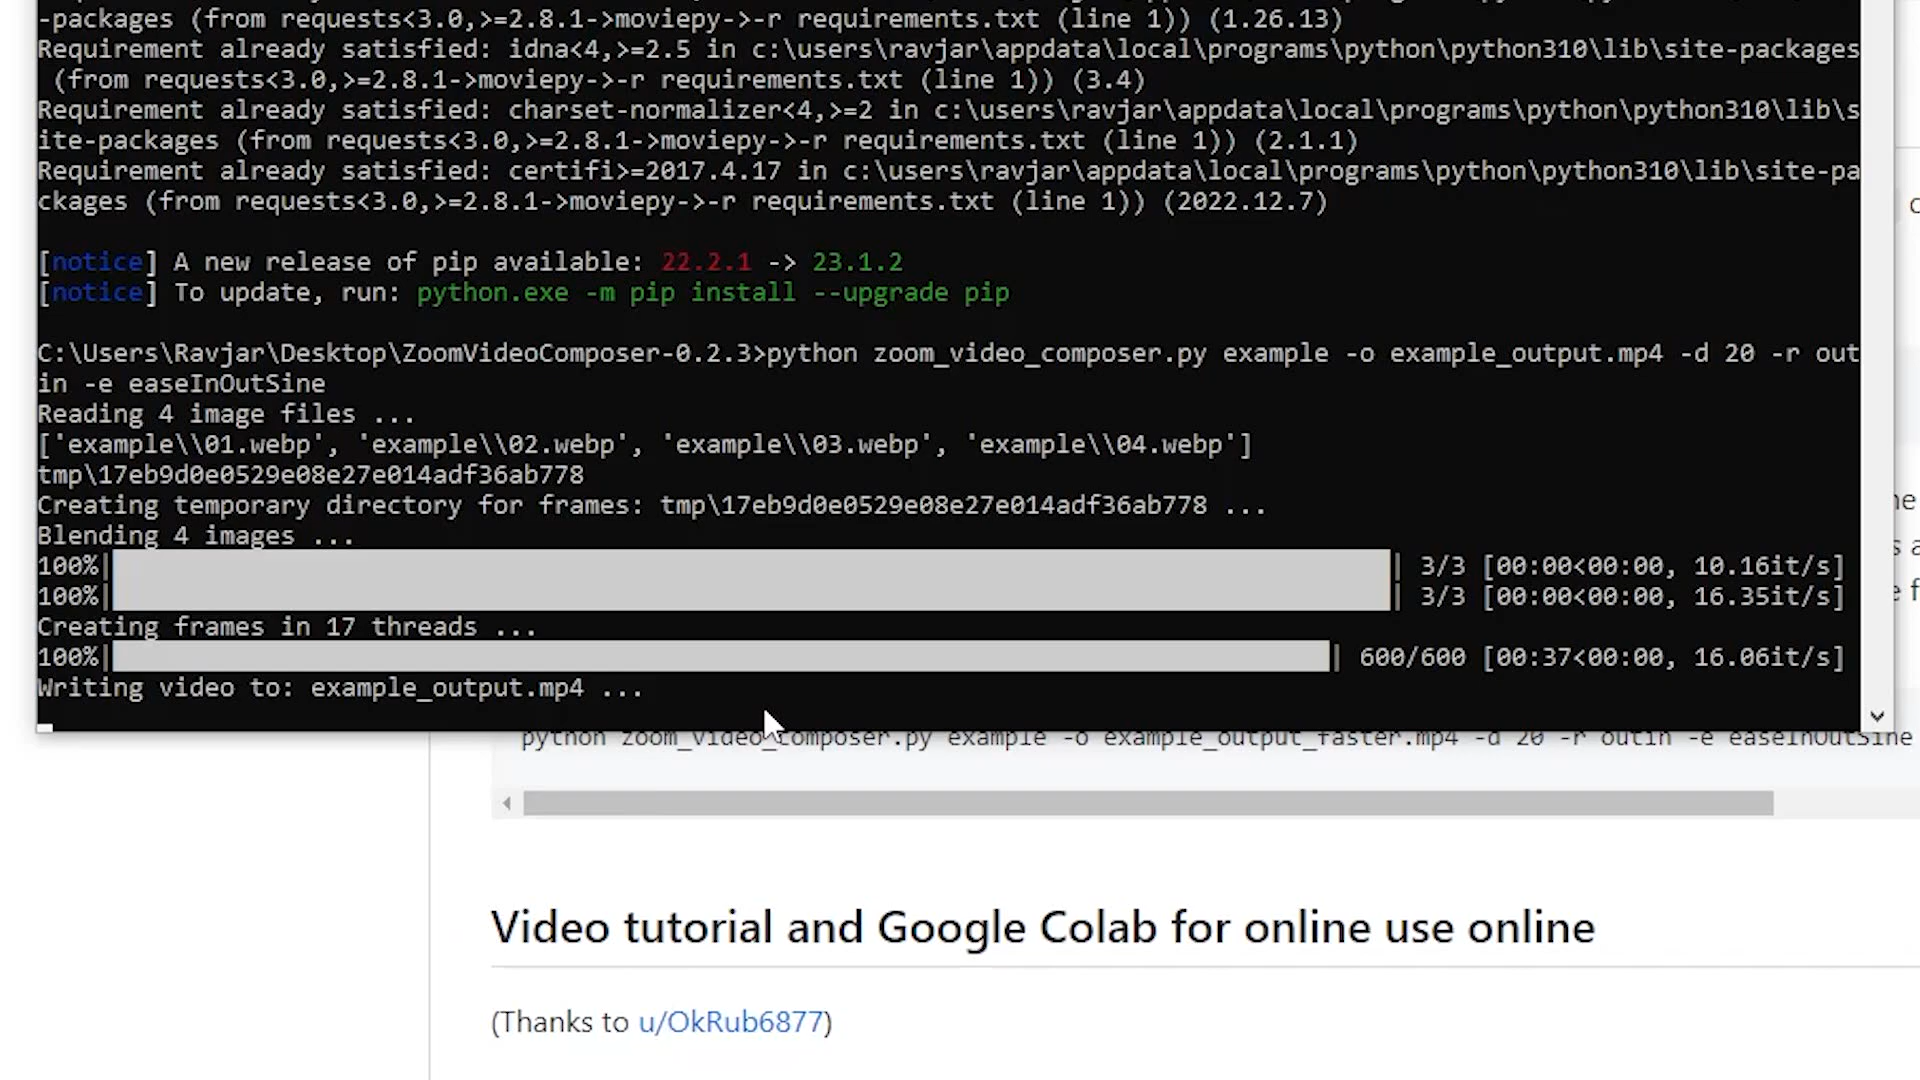 -packages (from requests<3.0,>=2.8.1->moviepy->-r requirements.txt (line 1)) (1.26.13)
Requirement already satisfied: idna<4,>=2.5 in c:\users\ravjar\appdata\local\programs\python\python310\lib\site-packages
(from requests<3.0,>=2.8.1->moviepy->-r requirements.txt (line 1)) (3.4)
Requirement already satisfied: charset-normalizer<4,>=2 in c:\users\ravjar\appdata\local\programs\python\python310\lib\s
ite-packages (from requests<3.0,>=2.8.1->moviepy->-r requirements.txt (line 1)) (2.1.1)
Requirement already satisfied: certifi>=2017.4.17 in c:\users\ravjar\appdata\local\programs\python\python310\lib\site-pa
ckages (from requests<3.0,>=2.8.1->moviepy->-r requirements.txt (line 1)) (2022.12.7)
[notice] A new release of pip available: 22.2.1 -> 23.1.2
[notice] To update, run: python.exe -m pip install --upgrade pip
C:\Users\Ravjar\Desktop\ZoomVideoComposer-0.2.3>python zoom_video_composer.py example -o example_output.mp4 -d 20 -r out
in -e easeInOutSine
Reading 4 image files ...
['example\\01.webp', 'example\\02.webp', 'example\\03.webp', 'example\\04.webp']
tmp\17eb9d0e0529e08e27e014adf36ab778
Creating temporary directory for frames: tmp\17eb9d0e0529e08e27e014adf36ab778 ...
Blending 4 images ...
100%| | 3/3 [00:00<00:00, 10.16it/s]
100%| | 3/3 [00:00<00:00, 16.35it/s]
Creating frames in 17 threads ...
100%| | 600/600 [00:37<00:00, 16.06it/s]
Writing video to: example_output.mp4 ...
python zoom_video_composer.py example -o example_output_faster.mp4 -d 20 -r outin -e easeInOutSine
Video tutorial and Google Colab for online use online
(Thanks to u/OkRub6877)